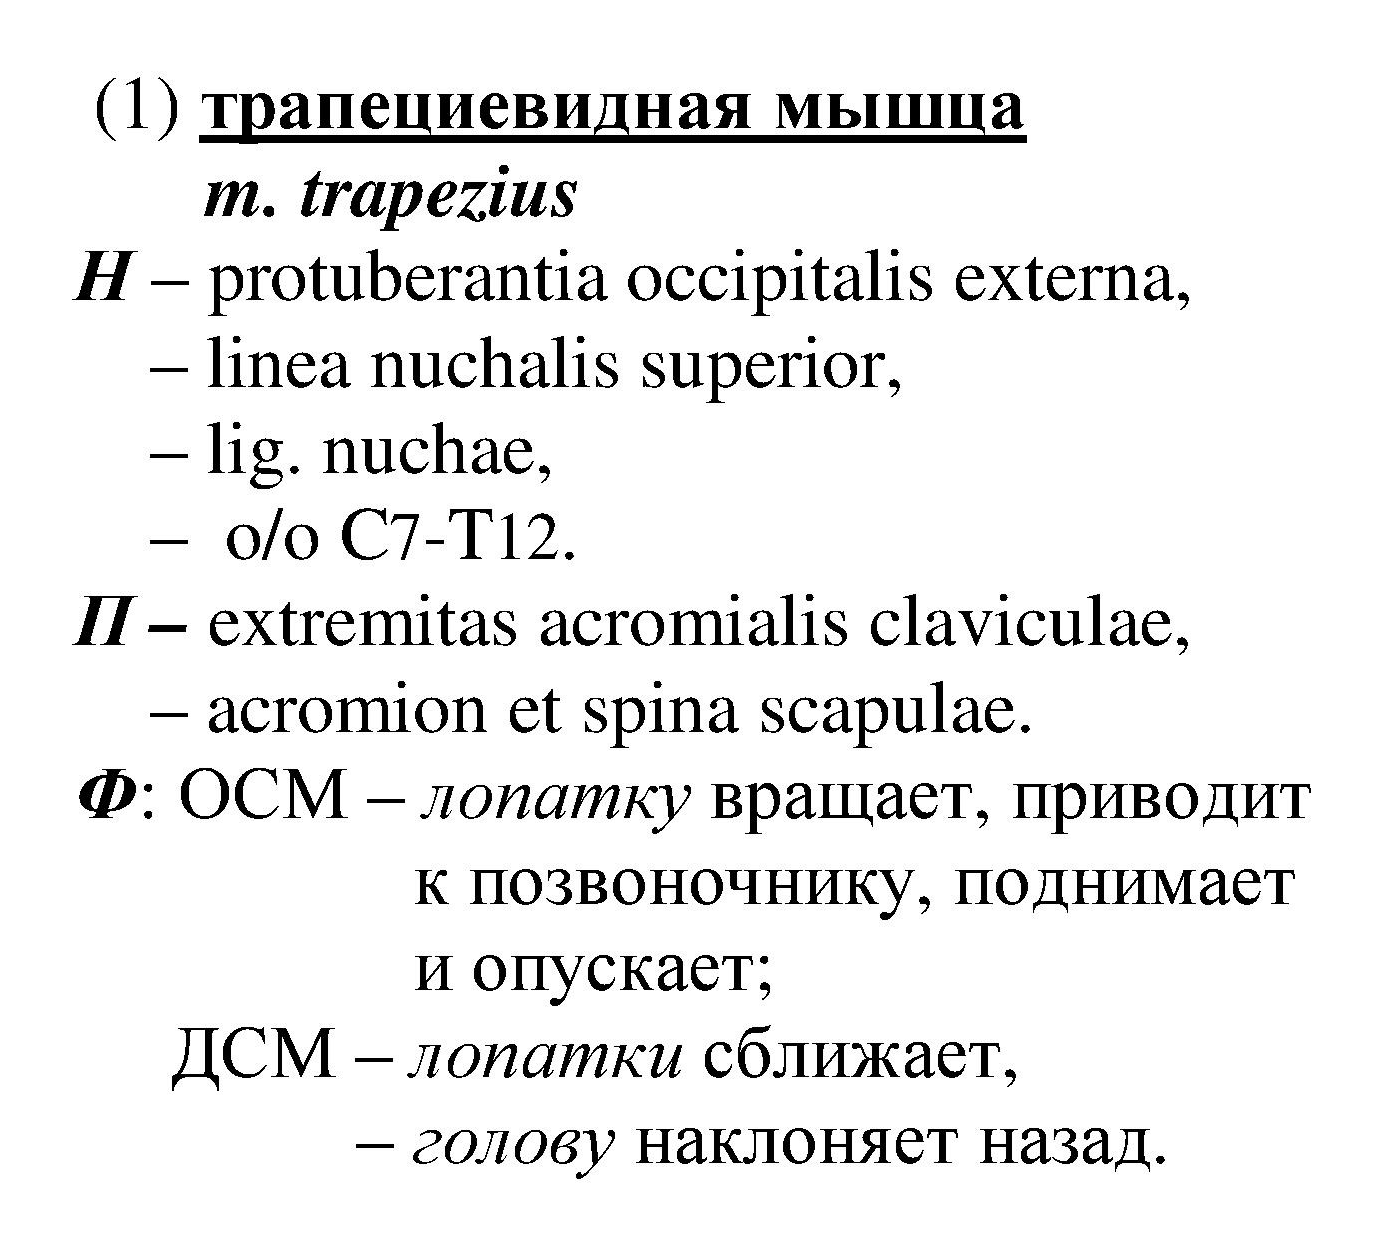 (1) трапециевидная мышца
m. trapezius
Н – protuberantia occipitalis externa,
– linea nuchalis superior,
– lig. nuchae,
– о/о C7-T12.
П – extremitas acromialis claviculae,
– acromion et spina scapulae.
Ф: ОСМ – лопатку вращает, приводит
к позвоночнику, поднимает
и опускает;
ДСМ – лопатки сближает,
– голову наклоняет назад.